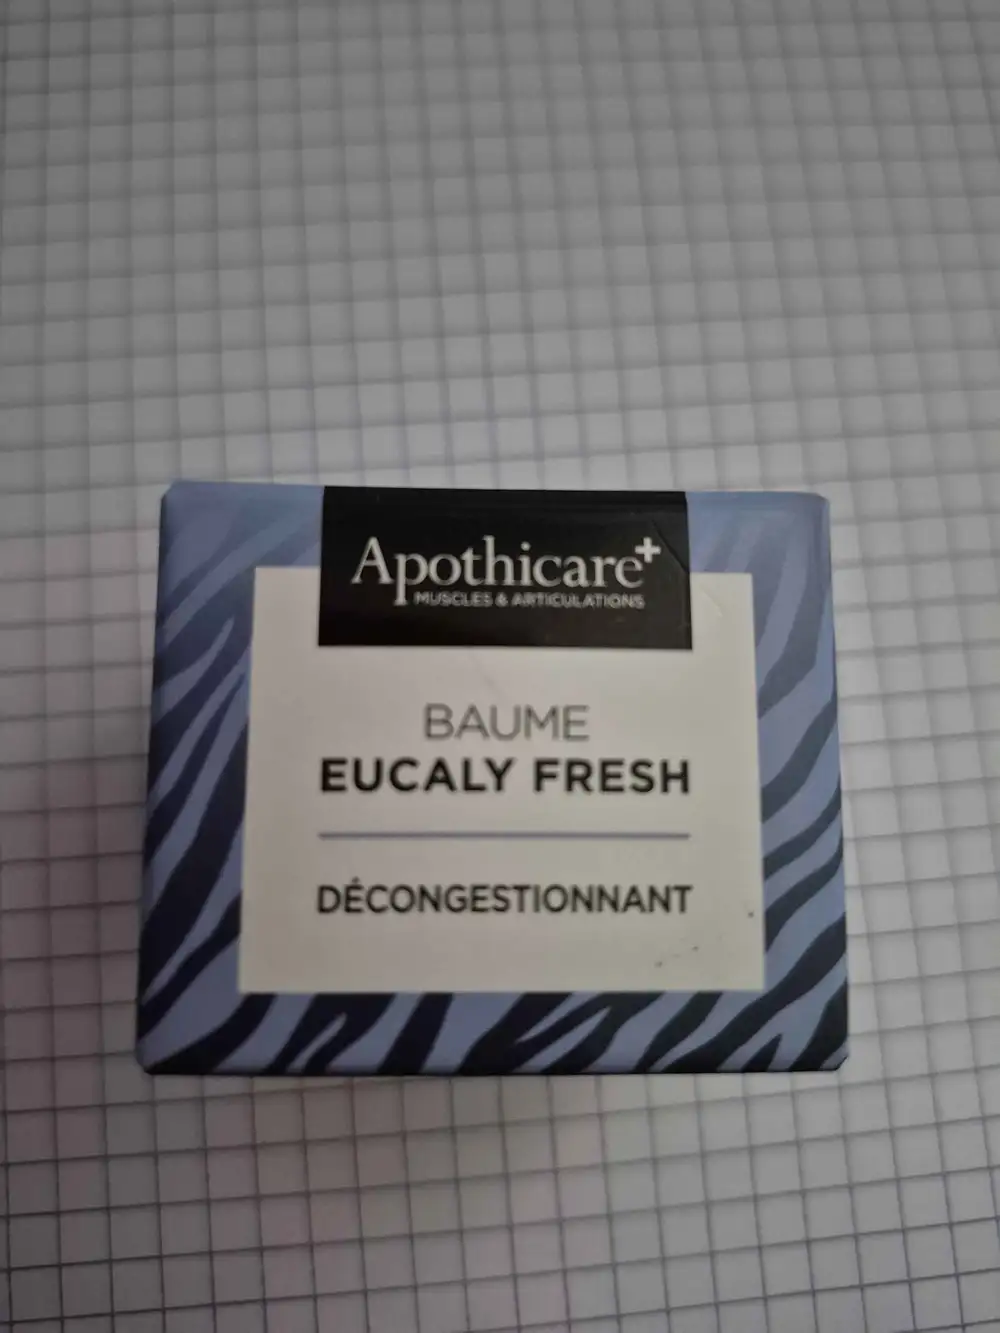 Apothicare+
MUSCLES & ARTICULATIONS
BAUME
EUCALY FRESH
DÉCONGESTIONNANT